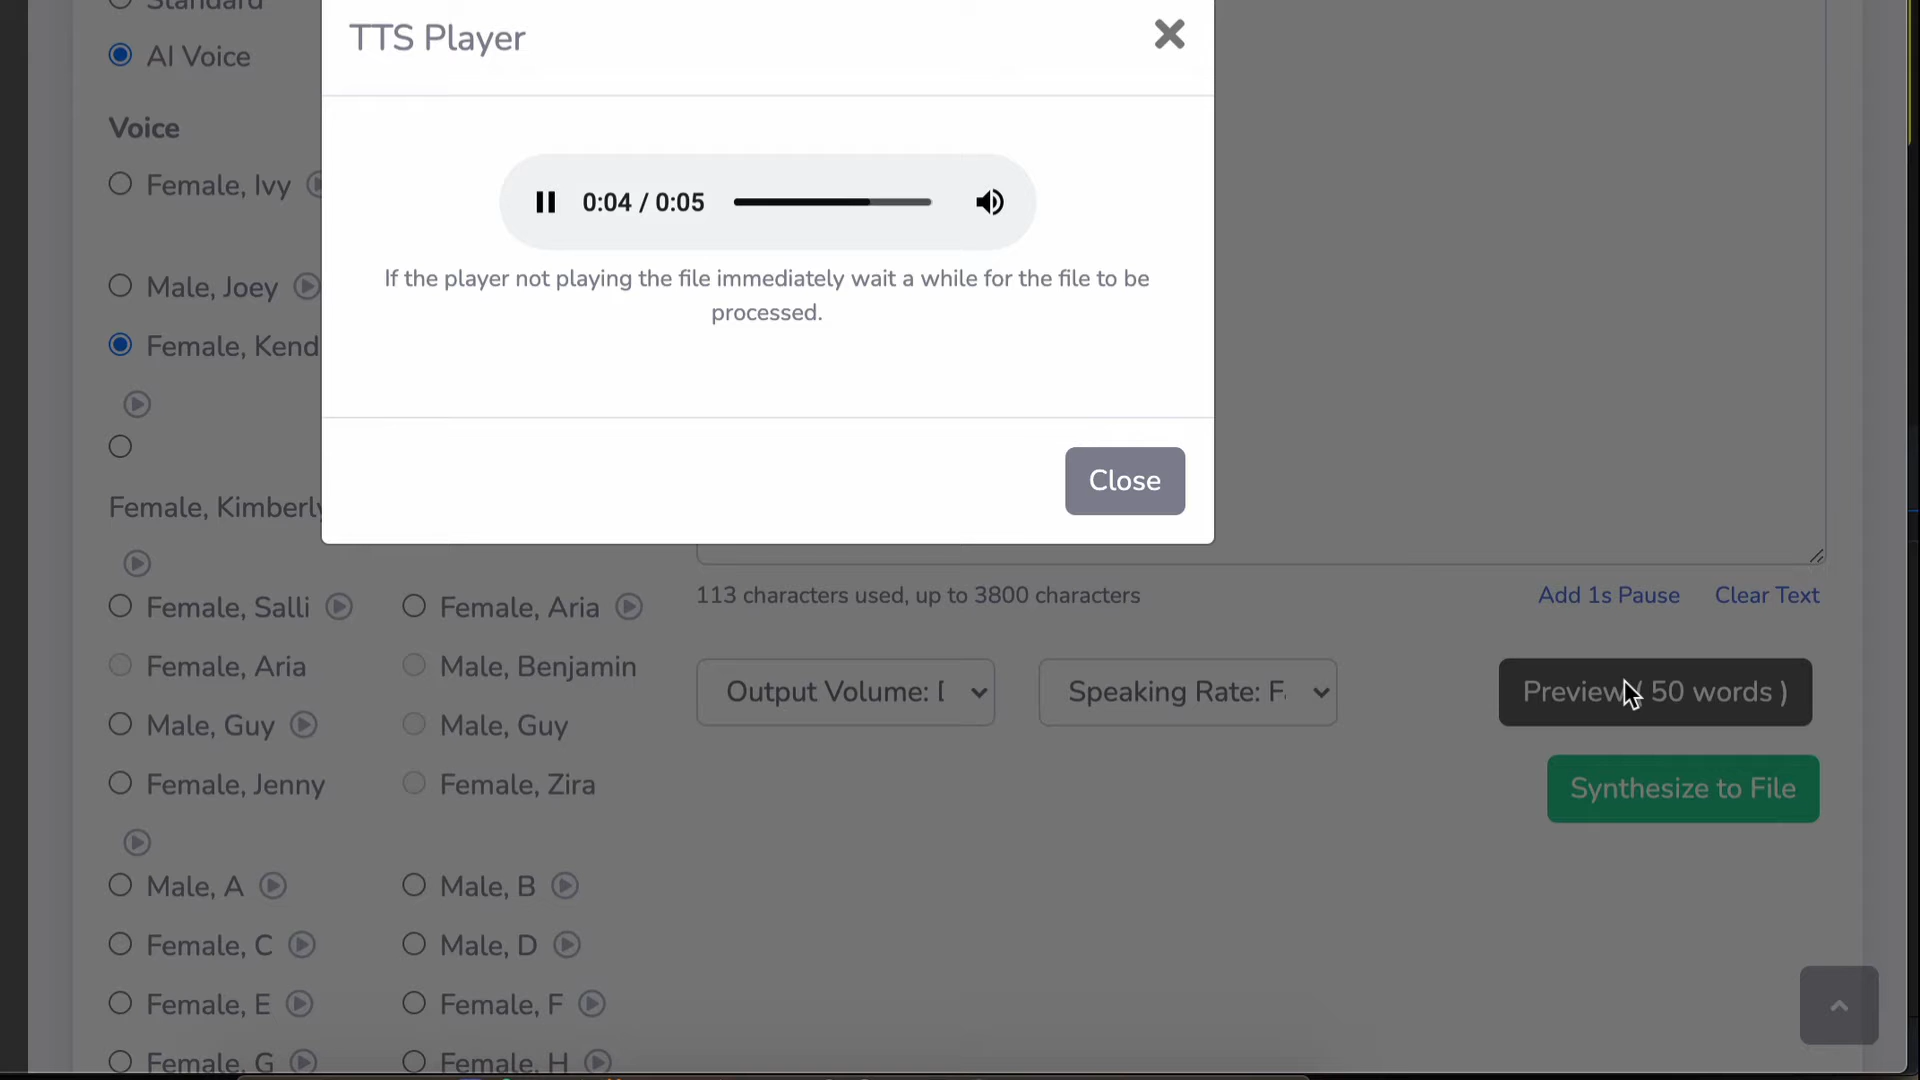 Standard
TTS Player
AI Voice
Voice
Female, Ivy
0:04 / 0:05
If the player not playing the file immediately wait a while for the file to be
processed.
Male, Joey
Female, Kend
Close
Female, Kimberly
113 characters used, up to 3800 characters
Add 1s Pause
Clear Text
Female, Salli
Female, Aria
Female, Aria
Male, Benjamin
Output Volume: D
Speaking Rate: F
Preview ( 50 words )
Male, Guy
Male, Guy
Female, Jenny
Female, Zira
Synthesize to File
Male, A
Male, B
Female, C
Male, D
Female, E
Female, F
Female, G
Female, H